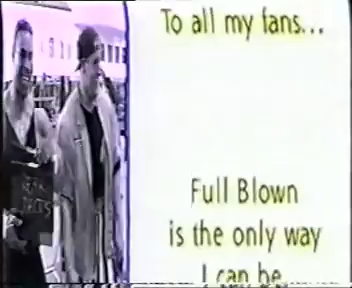 To all my fans...
Full Blown
is the only way
I can be